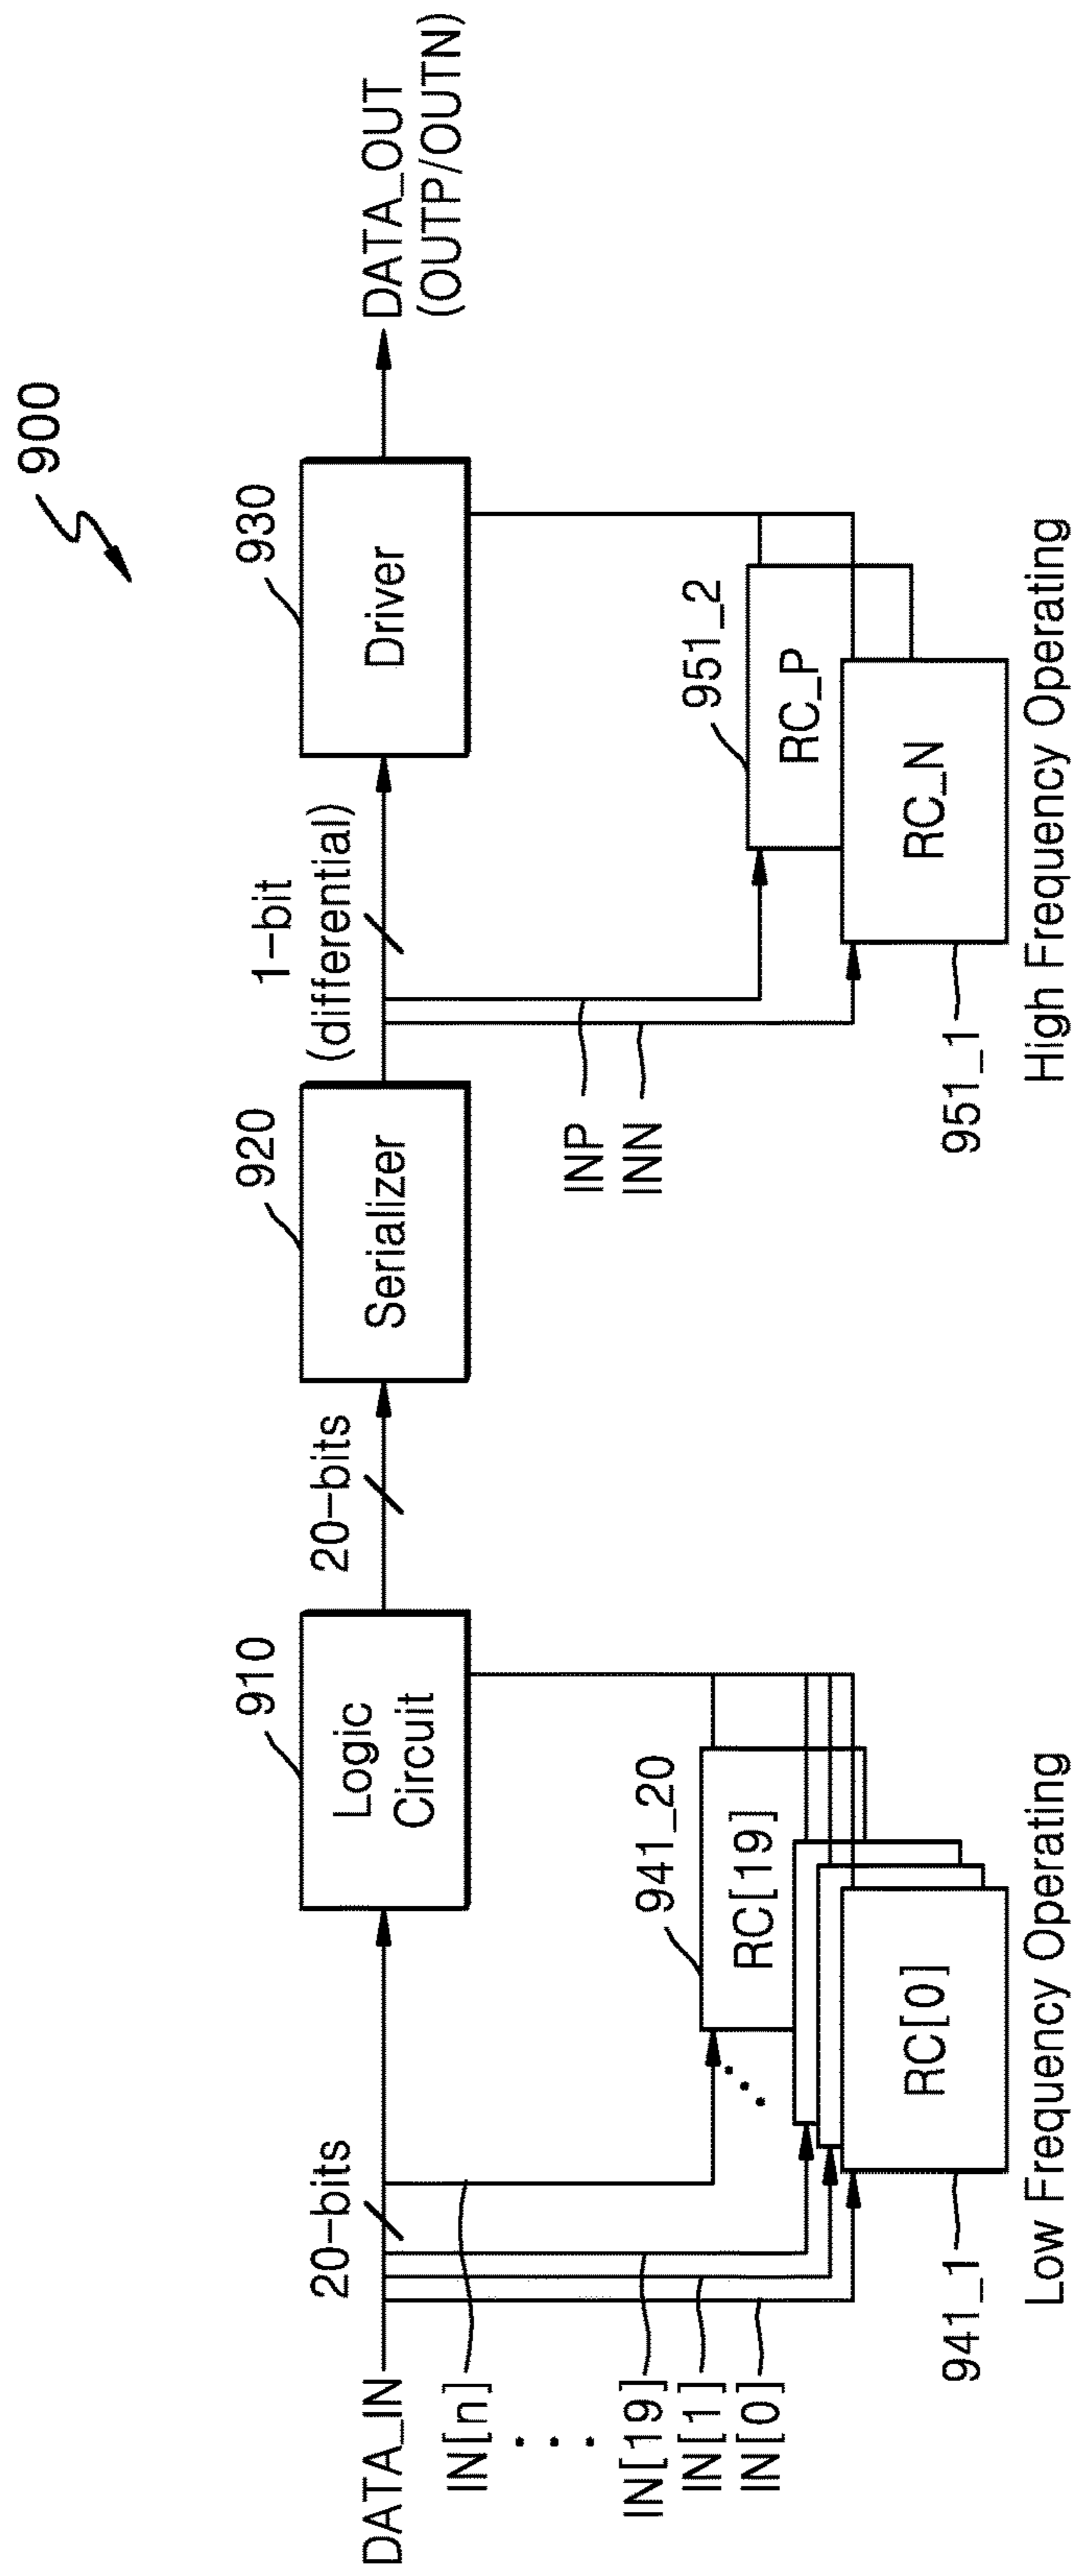 900
DATA_IN
20-bits
910
Logic
Circuit
20-bits
920
Serializer
1-bit
(differential)
930
Driver
DATA_OUT
(OUTP/OUTN)
IN[n]
IN[19]
IN[1]
IN[0]
941_20
RC[19]
RC[0]
941_1
Low Frequency Operating
INP
INN
951_2
RC_P
RC_N
951_1
High Frequency Operating